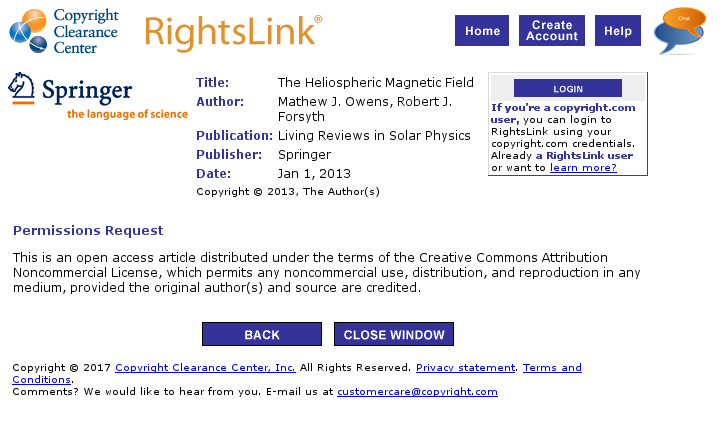 Copyright
Clearance
Center
RightsLink®
Home
Create
Account
Help
Chat
Springer
the language of science
Title: The Heliospheric Magnetic Field
Author: Mathew J. Owens, Robert J.
Forsyth
Publication: Living Reviews in Solar Physics
Publisher: Springer
Date: Jan 1, 2013
Copyright © 2013, The Author(s)
LOGIN
If you're a copyright.com
user, you can login to
RightsLink using your
copyright.com credentials.
Already a RightsLink user
or want to learn more?
Permissions Request
This is an open access article distributed under the terms of the Creative Commons Attribution
Noncommercial License, which permits any noncommercial use, distribution, and reproduction in any
medium, provided the original author(s) and source are credited.
BACK
CLOSE WINDOW
Copyright © 2017 Copyright Clearance Center, Inc. All Rights Reserved. Privacy statement. Terms and
Conditions.
Comments? We would like to hear from you. E-mail us at customercare@copyright.com